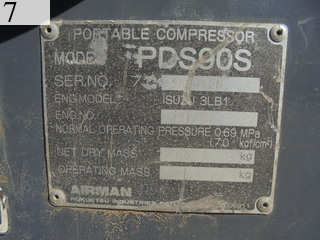 7
PORTABLE COMPRESSOR
MODEL PDS90S
SER.NO. 7
ENG.MODEL ISUZU 3LB1
ENG.NO.
NORMAL OPERATING PRESSURE 0.69 MPa
(7.0 kgf/cm²)
NET DRY MASS kg
OPERATING MASS kg
AIRMAN
HOKUETSU INDUSTRIES